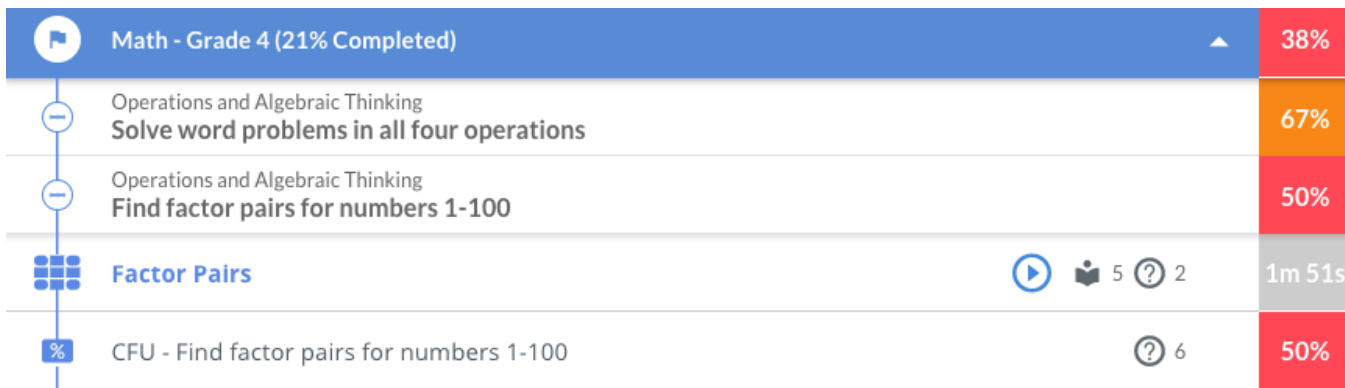 Math - Grade 4 (21% Completed) 38%
Operations and Algebraic Thinking
Solve word problems in all four operations 67%
Operations and Algebraic Thinking
Find factor pairs for numbers 1-100 50%
Factor Pairs 5 ? 2 1m 51s
% CFU - Find factor pairs for numbers 1-100 ? 6 50%